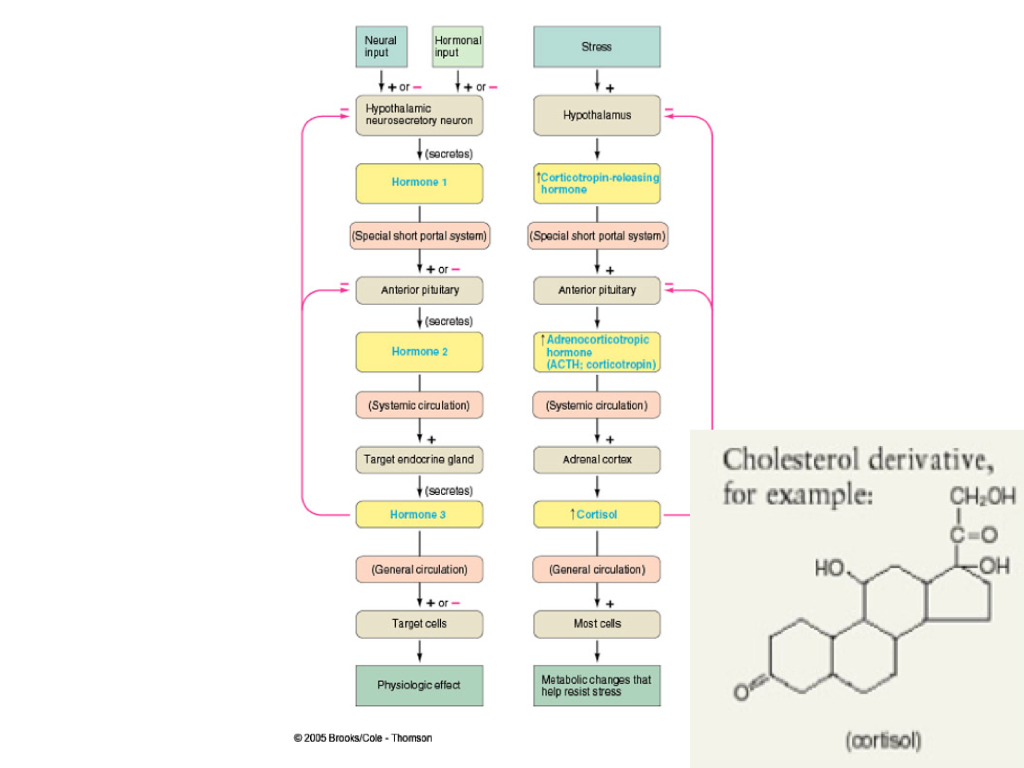 Neural
input
Hormonal
input
+ or −
+ or −
−
Hypothalamic
neurosecretory neuron
(secretes)
Hormone 1
(Special short portal system)
+ or −
−
Anterior pituitary
(secretes)
Hormone 2
(Systemic circulation)
+
Target endocrine gland
(secretes)
Hormone 3
(General circulation)
+ or −
Target cells
Physiologic effect
Stress
+
−
Hypothalamus
↑Corticotropin-releasing
hormone
(Special short portal system)
+
−
Anterior pituitary
↑Adrenocorticotropic
hormone
(ACTH; corticotropin)
(Systemic circulation)
+
Adrenal cortex
↑Cortisol
(General circulation)
+
Most cells
Metabolic changes that
help resist stress
© 2005 Brooks/Cole - Thomson
Cholesterol derivative,
for example:
CH₂OH
C=O
HO
OH
O
(cortisol)